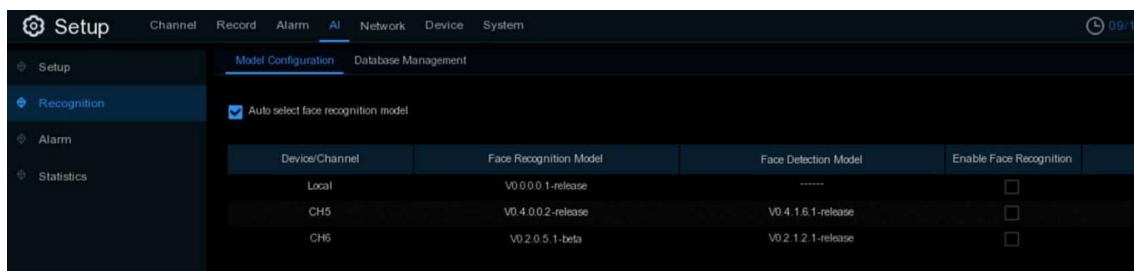 Setup Channel Record Alarm AI Network Device System 09/1
Setup Model Configuration Database Management
Recognition Auto select face recognition model
Alarm
Device/Channel Face Recognition Model Face Detection Model Enable Face Recognition
Statistics
Local V0.0.0.0.1-release ------
CH5 V0.4.0.0.2-release V0.4.1.6.1-release
CH6 V0.2.0.5.1-beta V0.2.1.2.1-release